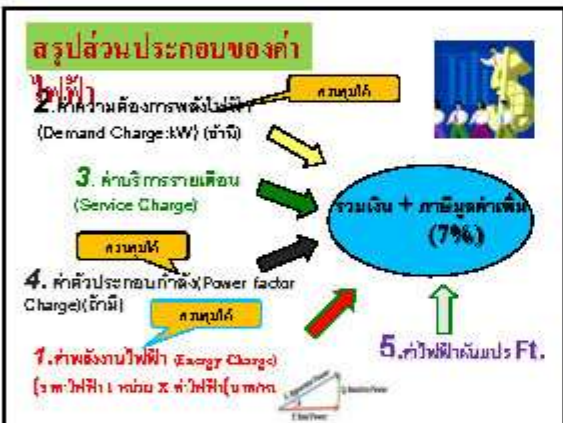 สรุปส่วนประกอบของค่า
ไฟฟ้า
2.ค่าความต้องการพลังไฟฟ้า
(Demand Charge:kW) (ถ้ามี)
ควบคุมได้
3. ค่าบริการรายเดือน
(Service Charge)
รวมเงิน + ภาษีมูลค่าเพิ่ม
(7%)
ควบคุมได้
4. ค่าตัวประกอบกำลัง(Power factor
Charge)(ถ้ามี)
ควบคุมได้
1.ค่าพลังงานไฟฟ้า (Energy Charge)
5.ค่าไฟฟ้าผันแปร Ft.